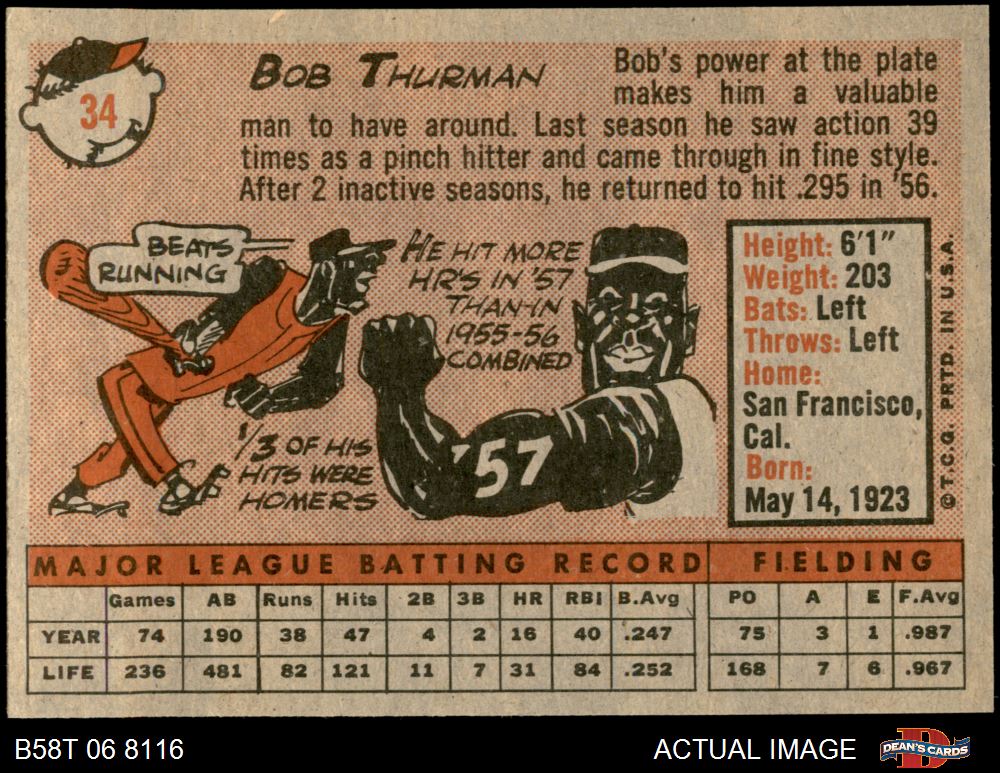 34
BOB THURMAN
Bob's power at the plate
makes him a valuable
man to have around. Last season he saw action 39
times as a pinch hitter and came through in fine style.
After 2 inactive seasons, he returned to hit .295 in '56.
BEATS
RUNNING
HE HIT MORE
HR'S IN '57
THAN IN
1955-56
COMBINED
1/3 OF HIS
HITS WERE
HOMERS
'57
Height: 6'1"
Weight: 203
Bats: Left
Throws: Left
Home:
San Francisco,
Cal.
Born:
May 14, 1923
© T.C.G. PRTD. IN U.S.A.
MAJOR LEAGUE BATTING RECORD FIELDING
Games AB Runs Hits 2B 3B HR RBI B.Avg PO A E F.Avg
YEAR 74 190 38 47 4 2 16 40 .247 75 3 1 .987
LIFE 236 481 82 121 11 7 31 84 .252 168 7 6 .967
B58T 06 8116 ACTUAL IMAGE DEAN'S CARDS